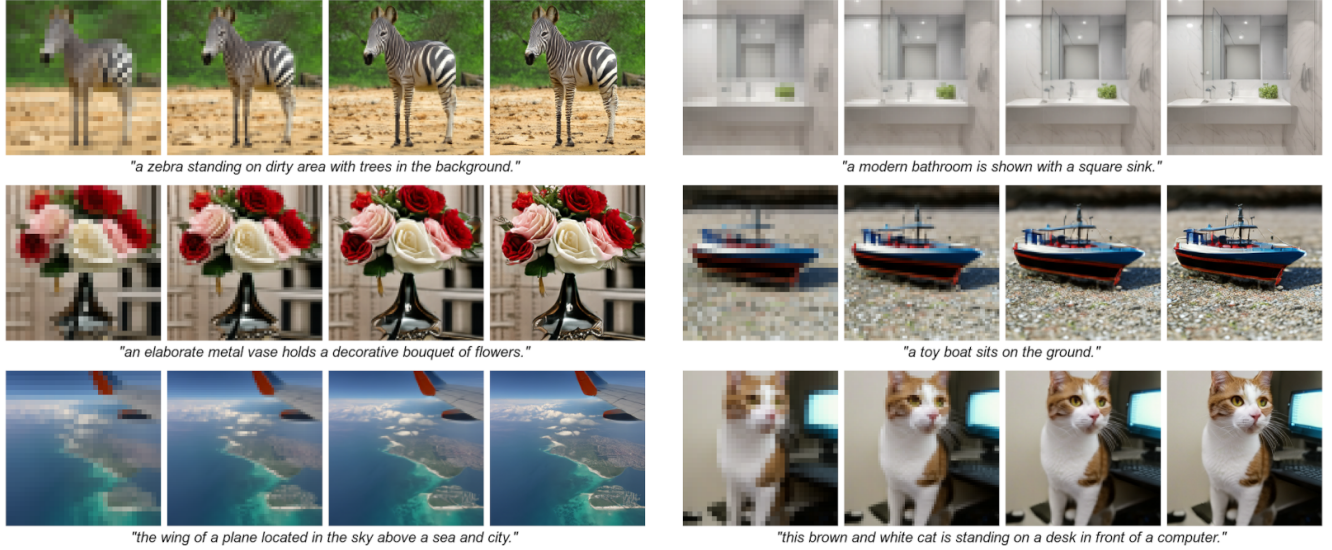 "a zebra standing on dirty area with trees in the background."
"a modern bathroom is shown with a square sink."
"an elaborate metal vase holds a decorative bouquet of flowers."
"a toy boat sits on the ground."
"the wing of a plane located in the sky above a sea and city."
"this brown and white cat is standing on a desk in front of a computer."